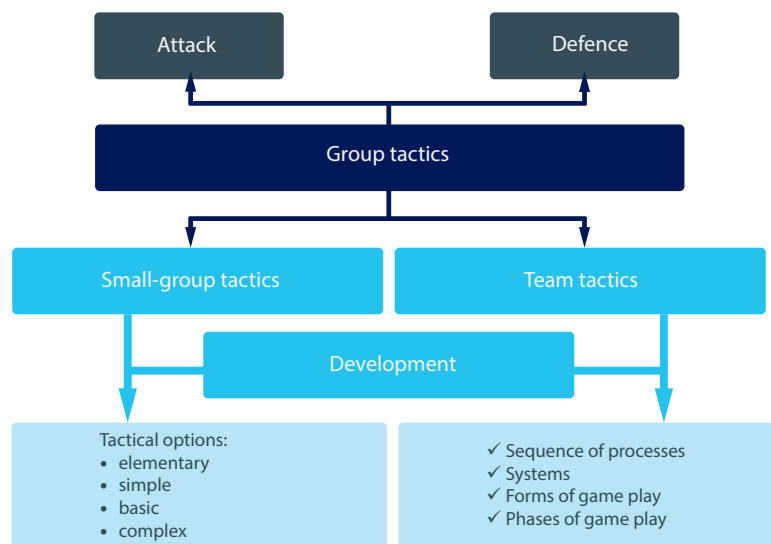 Attack
Defence
Group tactics
Small-group tactics
Team tactics
Development
Tactical options:
• elementary
• simple
• basic
• complex
✓ Sequence of processes
✓ Systems
✓ Forms of game play
✓ Phases of game play